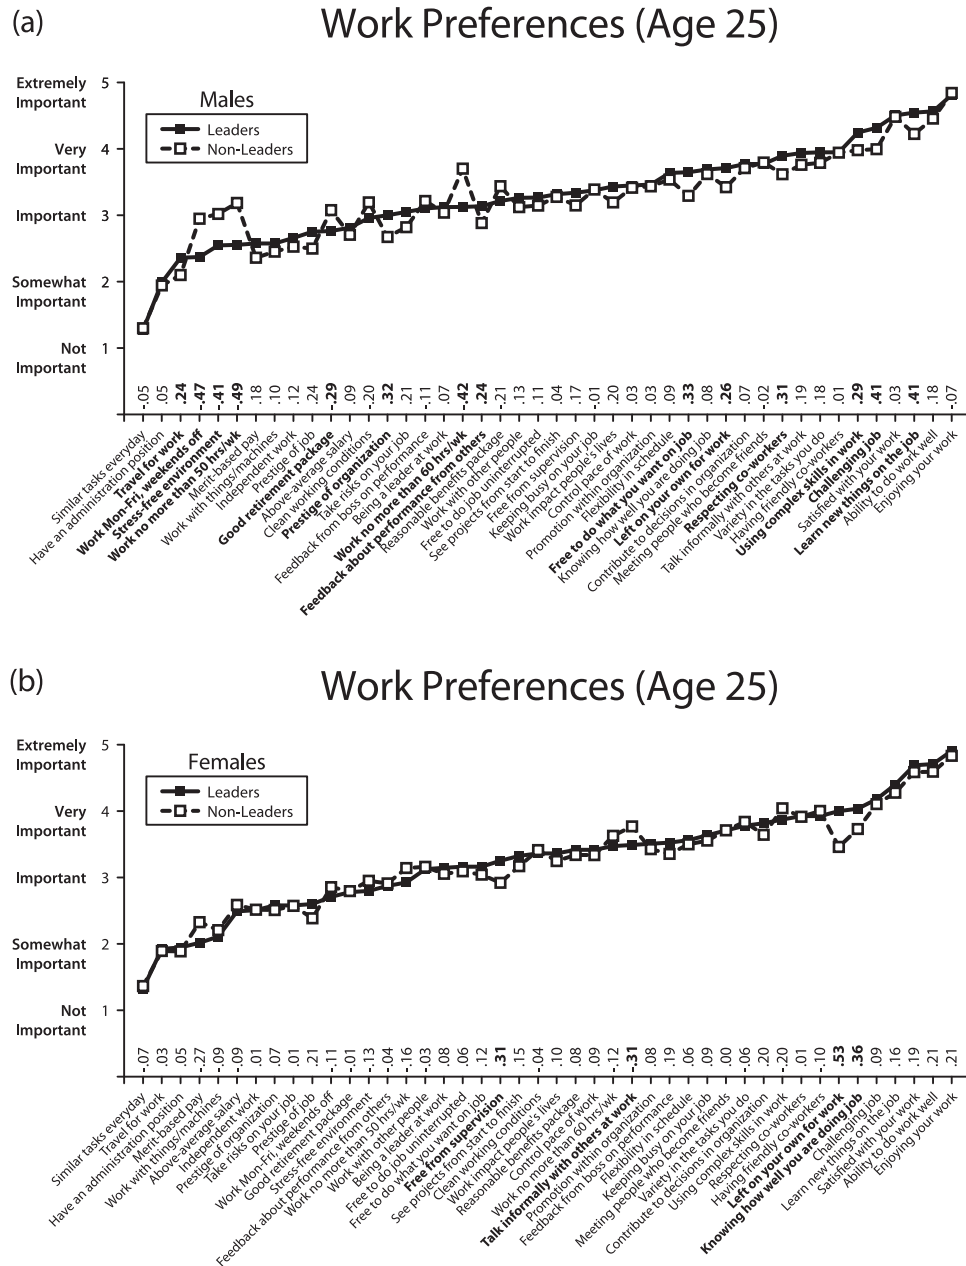 (a)
Work Preferences (Age 25)
Extremely
Important
5
Very
Important
4
Important
3
Somewhat
Important
2
Not
Important
1
Males
Leaders
Non-Leaders
-.05
.05
.24
-.47
-.41
-.49
.18
.10
.12
.24
-.29
.09
-.20
.32
.21
-.11
.07
-.42
.24
-.21
.13
.11
.04
.17
-.01
.20
.03
.03
.09
.33
.08
.26
.07
-.02
.31
.19
.18
.01
.29
.41
.03
.41
.18
-.07
Similar tasks everyday
Have an administration position
Travel for work
Work Mon-Fri, weekends off
Stress-free environment
Work no more than 50 hrs/wk
Merit-based pay
Work with things/machines
Independent work
Prestige of job
Good retirement package
Above-average salary
Clean working conditions
Prestige of organization
Take risks on your job
Feedback from boss on performance
Being a leader at work
Work no more than 60 hrs/wk
Feedback about performance from others
Reasonable benefits package
Work with other people
Free to do job uninterrupted
See projects from start to finish
Free from supervision
Keeping busy on your job
Work impact people's lives
Control pace of work
Promotion within organization
Flexibility in schedule
Free to do what you want on job
Knowing how well you are doing job
Left on your own for work
Contribute to decisions in organization
Meeting people who become friends
Respecting co-workers
Talk informally with others at work
Variety in the tasks you do
Having friendly co-workers
Using complex skills in work
Challenging job
Satisfied with your work
Learn new things on the job
Ability to do work well
Enjoying your work
(b)
Work Preferences (Age 25)
Extremely
Important
5
Very
Important
4
Important
3
Somewhat
Important
2
Not
Important
1
Females
Leaders
Non-Leaders
-.07
.03
.05
-.27
-.09
-.09
.01
.07
.01
.21
-.11
-.01
-.13
-.04
-.16
-.03
.08
.06
.12
.31
.15
-.04
.10
.08
.09
-.12
-.31
.08
.19
.06
.09
.00
-.06
.20
-.20
.01
-.10
.53
.36
.09
.16
.19
.21
.21
Similar tasks everyday
Travel for work
Have an administration position
Merit-based pay
Work with things/machines
Above-average salary
Independent work
Prestige of organization
Take risks on your job
Prestige of job
Work Mon-Fri, weekends off
Good retirement package
Stress-free environment
Feedback about performance from others
Work no more than 50 hrs/wk
Work with other people
Being a leader at work
Free to do job uninterrupted
Free to do what you want on job
Free from supervision
See projects from start to finish
Clean working conditions
Work impact people's lives
Reasonable benefits package
Control pace of work
Work no more than 60 hrs/wk
Talk informally with others at work
Promotion within organization
Feedback from boss on performance
Flexibility in schedule
Keeping busy on your job
Meeting people who become friends
Variety in the tasks you do
Contribute to decisions in organization
Using complex skills in work
Respecting co-workers
Having friendly co-workers
Left on your own for work
Knowing how well you are doing job
Challenging job
Learn new things on the job
Satisfied with your work
Ability to do work well
Enjoying your work